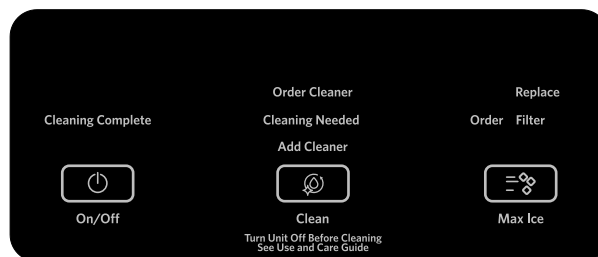 Order Cleaner
Replace
Cleaning Complete
Cleaning Needed
Order Filter
Add Cleaner
On/Off
Clean
Max Ice
Turn Unit Off Before Cleaning
See Use and Care Guide